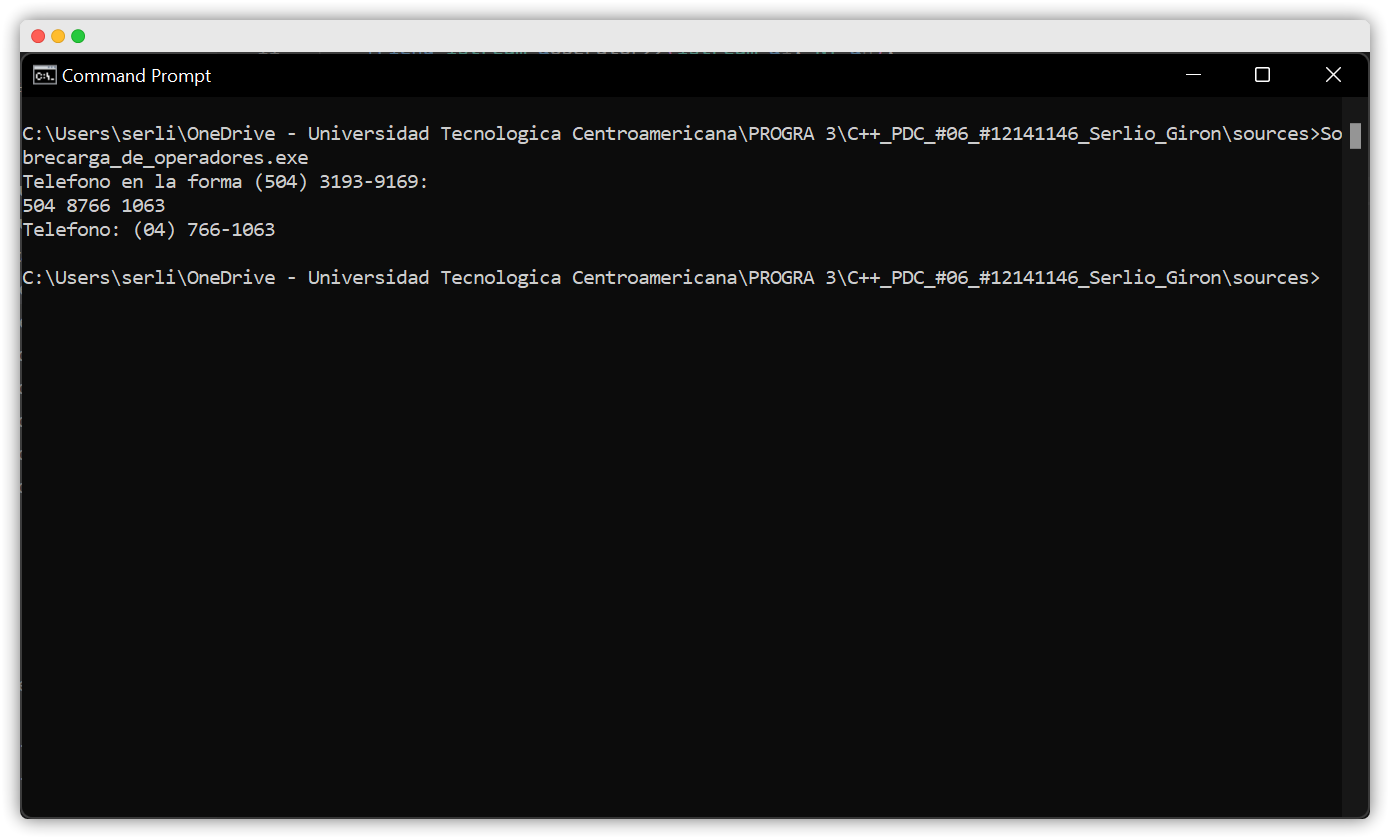 Command Prompt
C:\Users\serli\OneDrive - Universidad Tecnologica Centroamericana\PROGRA 3\C++_PDC_#06_#12141146_Serlio_Giron\sources>So
brecarga_de_operadores.exe
Telefono en la forma (504) 3193-9169:
504 8766 1063
Telefono: (04) 766-1063
C:\Users\serli\OneDrive - Universidad Tecnologica Centroamericana\PROGRA 3\C++_PDC_#06_#12141146_Serlio_Giron\sources>